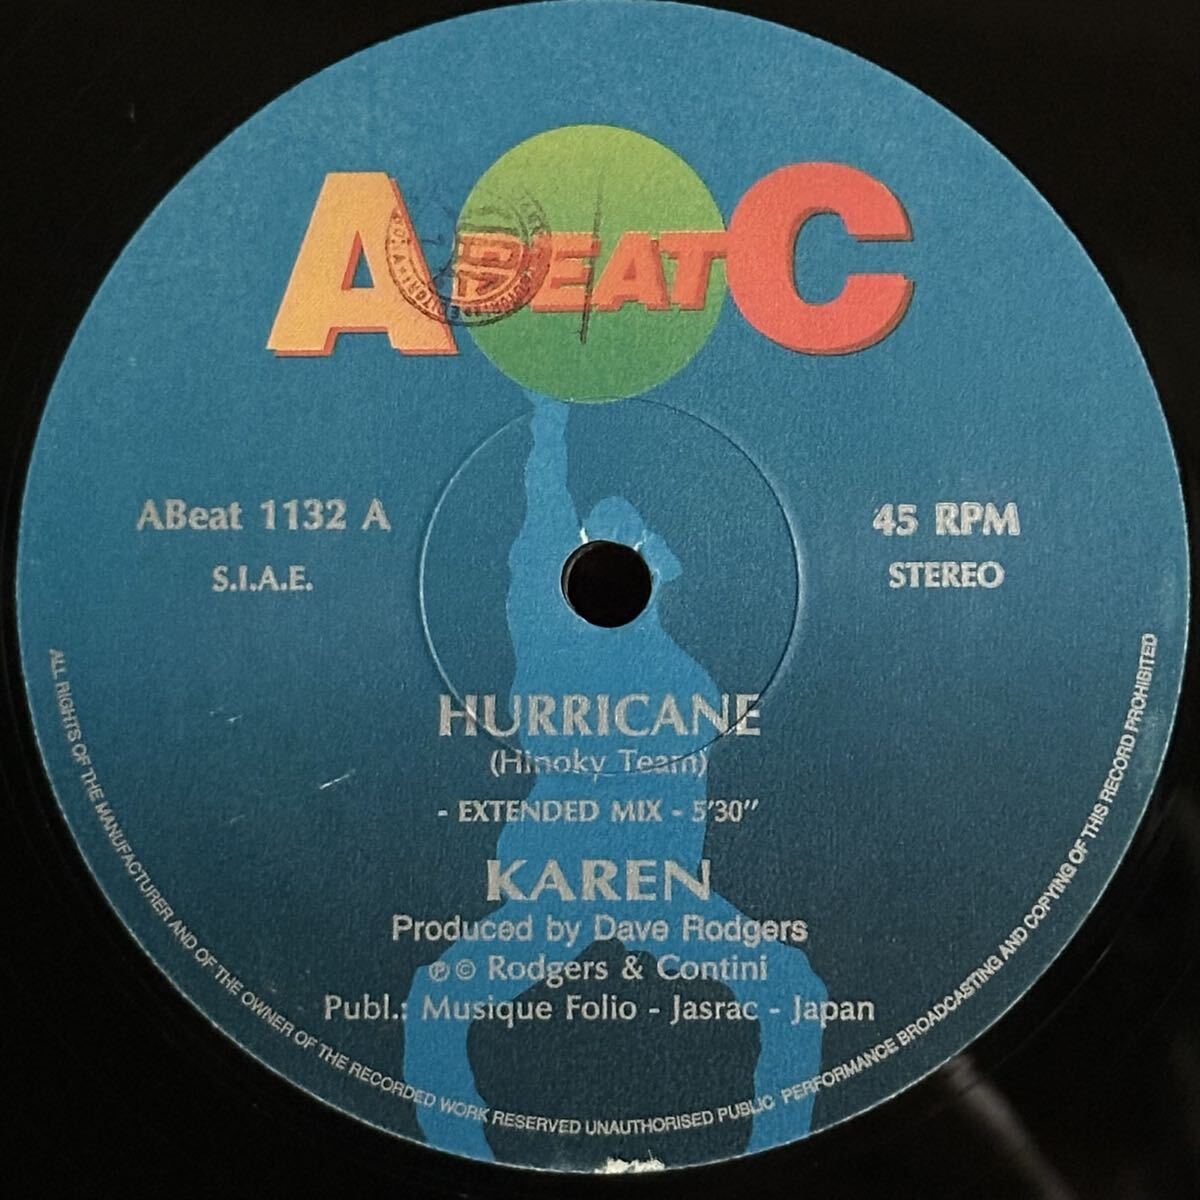 A BEAT C
ABeat 1132 A
S.I.A.E.
45 RPM
STEREO
HURRICANE
(Hinoky Team)
- EXTENDED MIX - 5'30"
KAREN
Produced by Dave Rodgers
℗ © Rodgers & Contini
Publ.: Musique Folio - Jasrac - Japan
ALL RIGHTS OF THE MANUFACTURER AND OF THE OWNER OF THE RECORDED WORK RESERVED UNAUTHORISED PUBLIC PERFORMANCE BROADCASTING AND COPYING OF THIS RECORD PROHIBITED